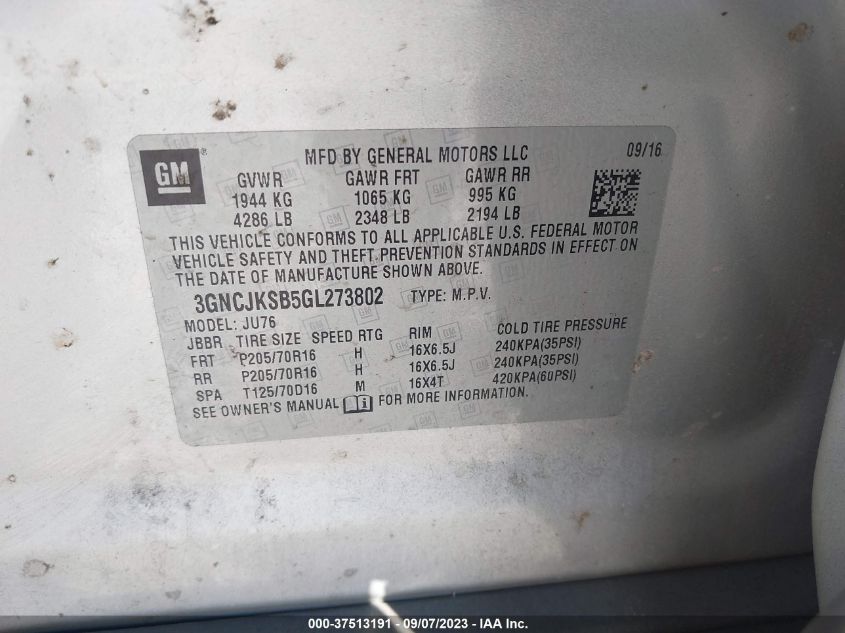 GM ®
MFD BY GENERAL MOTORS LLC 09/16
GVWR GAWR FRT GAWR RR
1944 KG 1065 KG 995 KG
4286 LB 2348 LB 2194 LB
THIS VEHICLE CONFORMS TO ALL APPLICABLE U.S. FEDERAL MOTOR
VEHICLE SAFETY AND THEFT PREVENTION STANDARDS IN EFFECT ON
THE DATE OF MANUFACTURE SHOWN ABOVE.
3GNCJKSB5GL273802 TYPE: M.P.V.
MODEL: JU76
JBBR TIRE SIZE SPEED RTG RIM COLD TIRE PRESSURE
FRT P205/70R16 H 16X6.5J 240KPA(35PSI)
RR P205/70R16 H 16X6.5J 240KPA(35PSI)
SPA T125/70D16 M 16X4T 420KPA(60PSI)
SEE OWNER'S MANUAL FOR MORE INFORMATION.
000-37513191 - 09/07/2023 - IAA Inc.